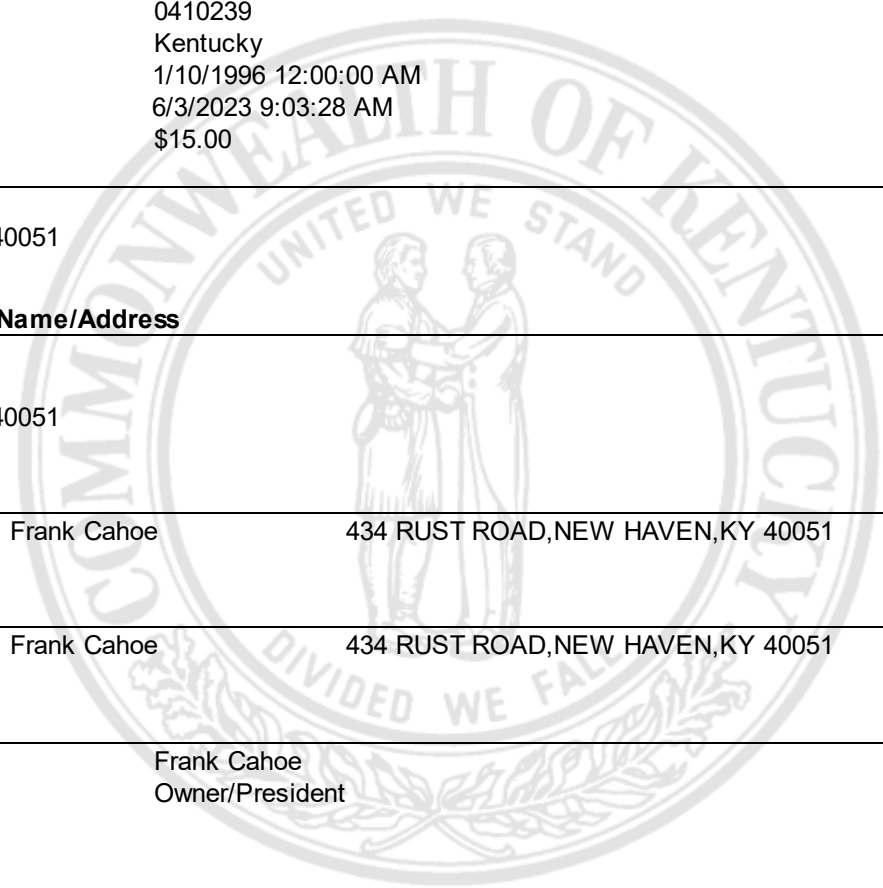 0410239
Kentucky
1/10/1996 12:00:00 AM
6/3/2023 9:03:28 AM
$15.00
40051
Name/Address
40051
Frank Cahoe 434 RUST ROAD,NEW HAVEN,KY 40051
Frank Cahoe 434 RUST ROAD,NEW HAVEN,KY 40051
Frank Cahoe
Owner/President
COMMONWEALTH OF KENTUCKY
UNITED WE STAND
DIVIDED WE FALL